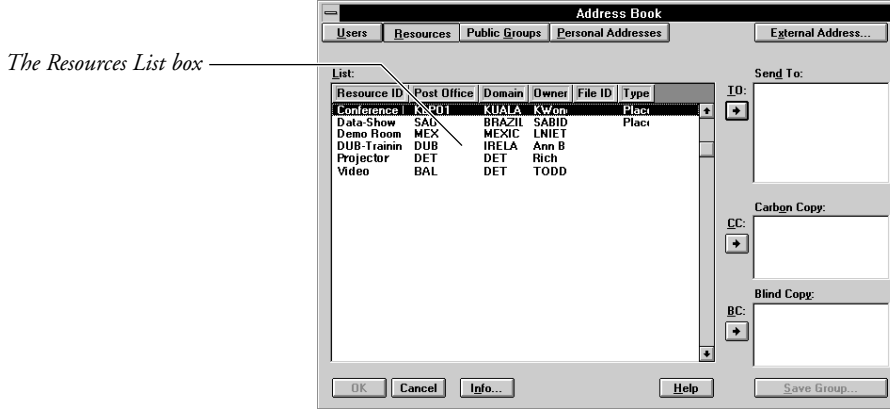 Address Book
Users Resources Public Groups Personal Addresses External Address...
The Resources List box
List: Send To:
Resource ID Post Office Domain Owner File ID Type TO:
Conference KLPO1 KUALA KWon Place
Data-Show SAO BRAZIL SABID Place
Demo Room MEX MEXIC LNIET
DUB-Trainin DUB IRELA Ann B
Projector DET DET Rich
Video BAL DET TODD
Carbon Copy:
CC:
Blind Copy:
BC:
OK Cancel Info... Help Save Group...